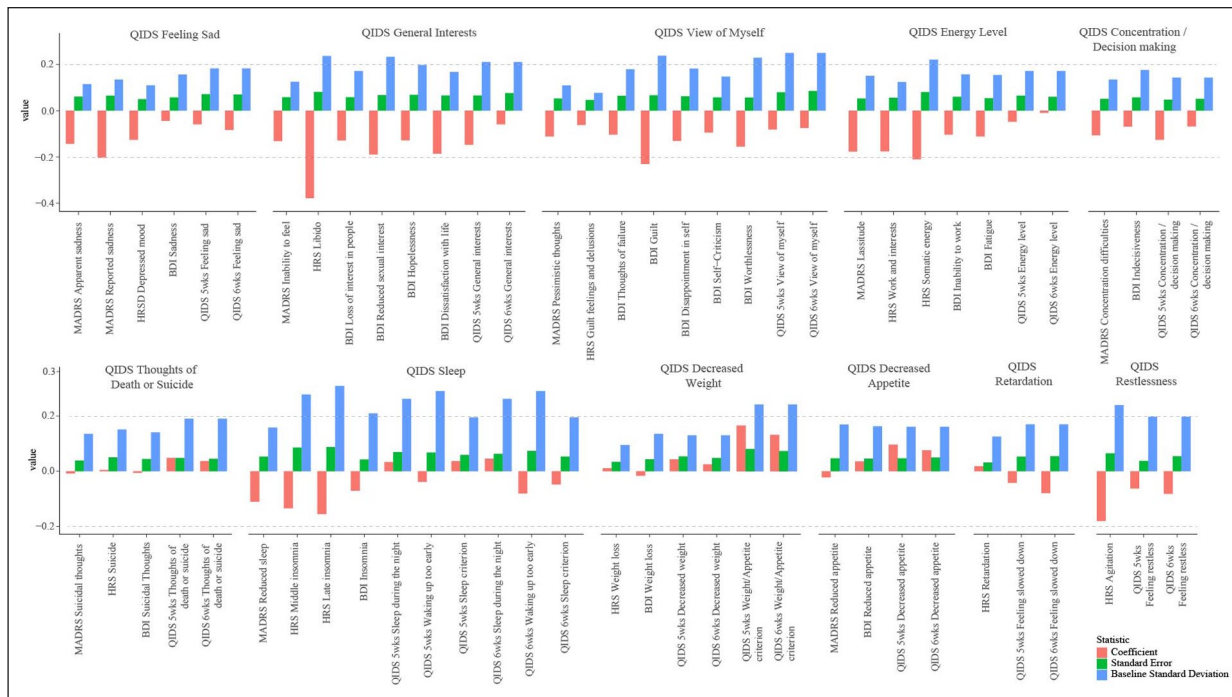 QIDS Feeling Sad
QIDS General Interests
QIDS View of Myself
QIDS Energy Level
QIDS Concentration /
Decision making
value
0.2
0.0
−0.2
−0.4
MADRS Apparent sadness
MADRS Reported sadness
HRSD Depressed mood
BDI Sadness
QIDS 5wks Feeling sad
QIDS 6wks Feeling sad
MADRS Inability to feel
HRS Libido
BDI Loss of interest in people
BDI Reduced sexual interest
BDI Hopelessness
BDI Dissatisfaction with life
QIDS 5wks General interests
QIDS 6wks General interests
MADRS Pessimistic thoughts
HRS Guilt feelings and delusions
BDI Thoughts of failure
BDI Guilt
BDI Disappointment in self
BDI Self−Criticism
BDI Worthlessness
QIDS 5wks View of myself
QIDS 6wks View of myself
MADRS Lassitude
HRS Work and interests
HRS Somatic energy
BDI Inability to work
BDI Fatigue
QIDS 5wks Energy level
QIDS 6wks Energy level
MADRS Concentration difficulties
BDI Indecisiveness
QIDS 5wks Concentration /
decision making
QIDS 6wks Concentration /
decision making
QIDS Thoughts of
Death or Suicide
QIDS Sleep
QIDS Decreased
Weight
QIDS Decreased
Appetite
QIDS
Retardation
QIDS
Restlessness
value
0.3
0.2
0.0
−0.2
MADRS Suicidal thoughts
HRS Suicide
BDI Suicidal Thoughts
QIDS 5wks Thoughts of
death or suicide
QIDS 6wks Thoughts of
death or suicide
MADRS Reduced sleep
HRS Middle insomnia
HRS Late insomnia
BDI Insomnia
QIDS 5wks Sleep during the night
QIDS 5wks Waking up too early
QIDS 5wks Sleep criterion
QIDS 6wks Sleep during the night
QIDS 6wks Waking up too early
QIDS 6wks Sleep criterion
HRS Weight loss
BDI Weight loss
QIDS 5wks Decreased weight
QIDS 6wks Decreased weight
QIDS 5wks Weight/Appetite
criterion
QIDS 6wks Weight/Appetite
criterion
MADRS Reduced appetite
BDI Reduced appetite
QIDS 5wks Decreased appetite
QIDS 6wks Decreased appetite
HRS Retardation
QIDS 5wks Feeling slowed down
QIDS 6wks Feeling slowed down
HRS Agitation
QIDS 5wks
Feeling restless
QIDS 6wks
Feeling restless
Statistic
Coefficient
Standard Error
Baseline Standard Deviation